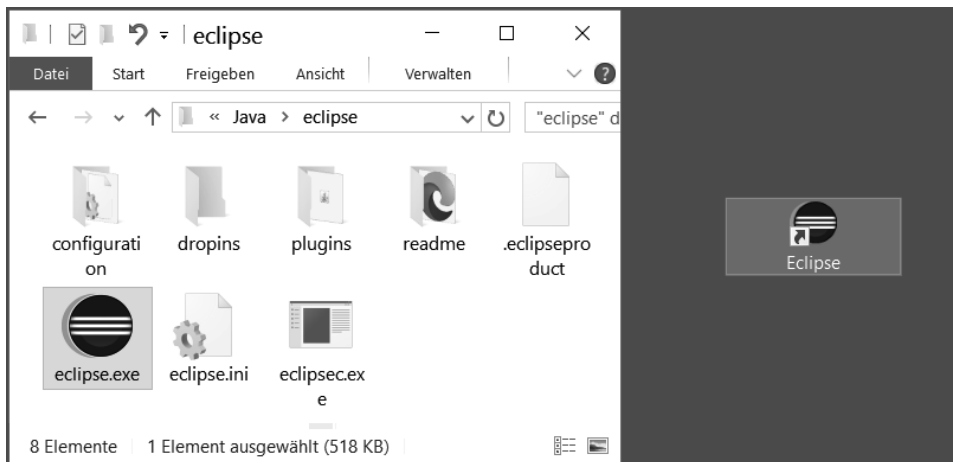 eclipse
Datei Start Freigeben Ansicht Verwalten
« Java > eclipse "eclipse" d
configurati
on
dropins
plugins
readme
.eclipsepro
duct
eclipse.exe
eclipse.ini
eclipsec.ex
e
8 Elemente 1 Element ausgewählt (518 KB)
Eclipse